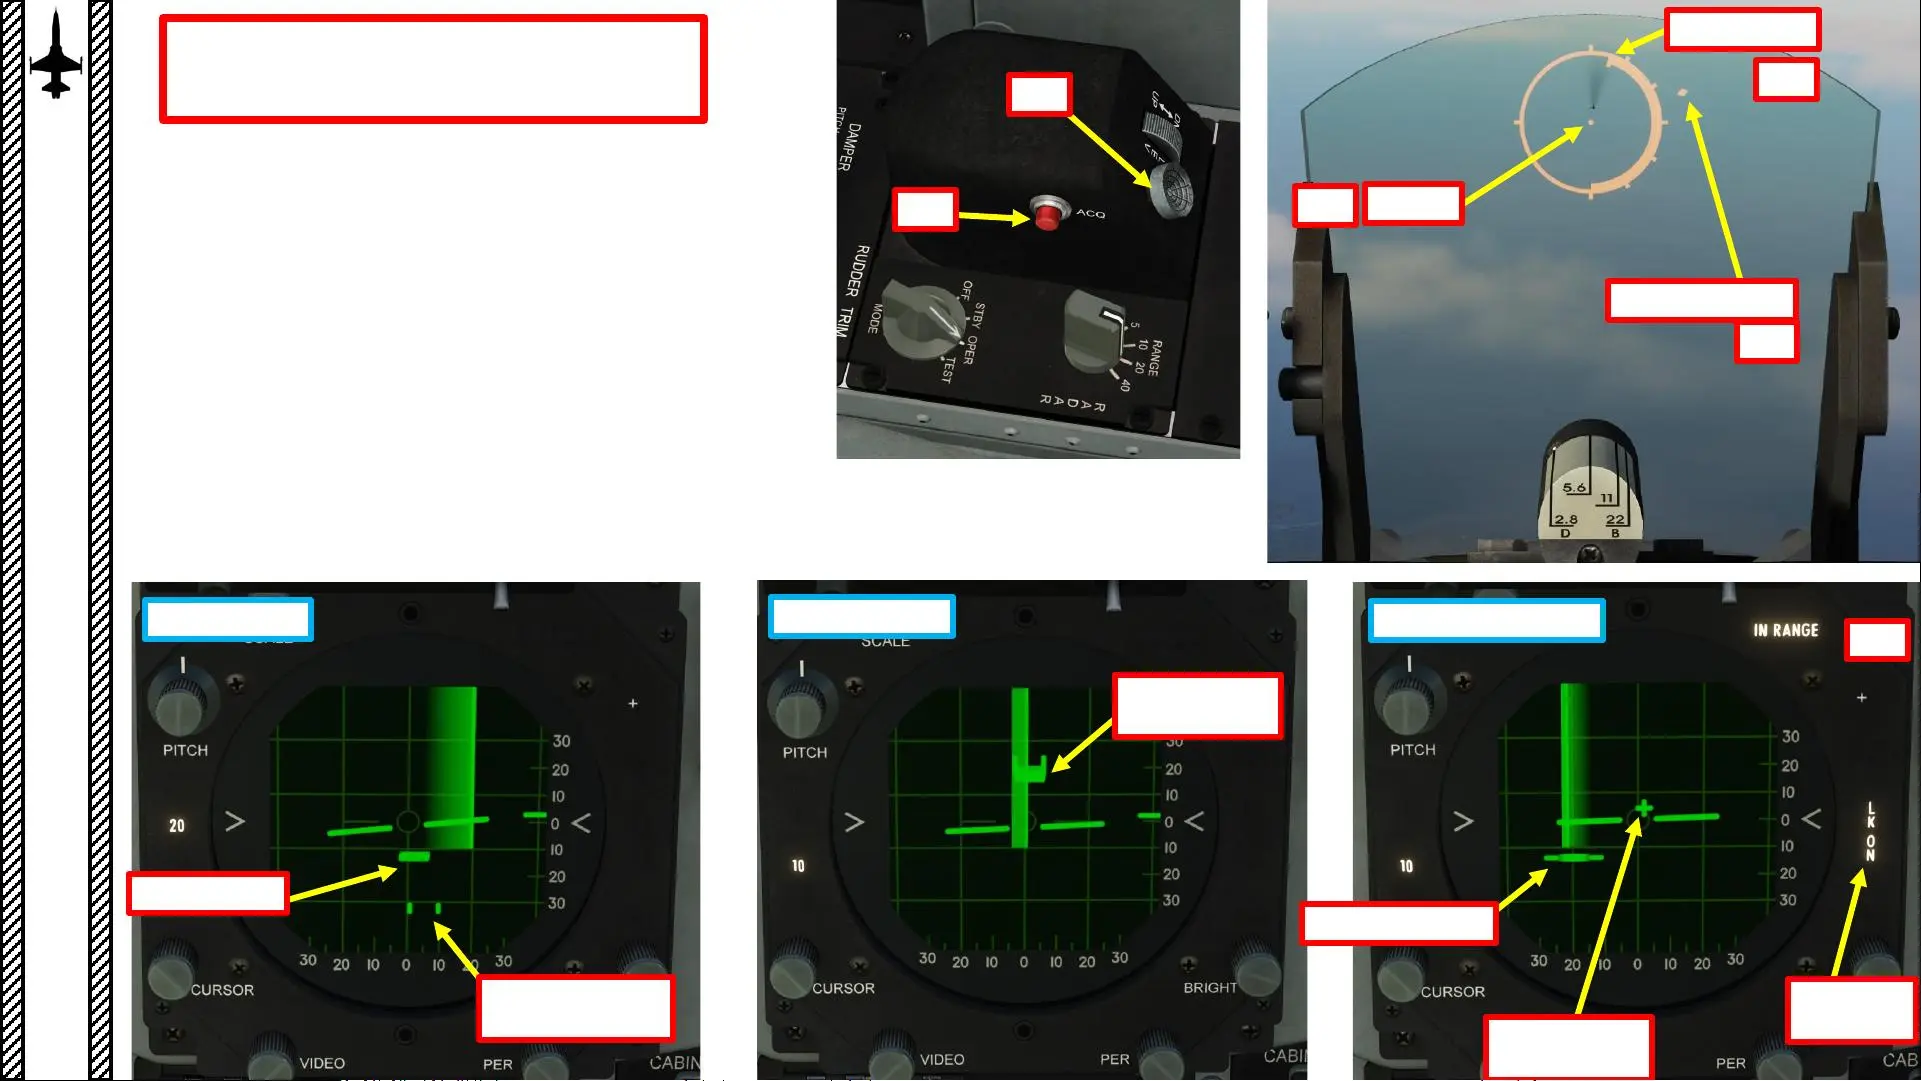 UP
DN
ELEV
DAMPER
PITCH
ACQ
RUDDER TRIM
MODE
OFF
STBY
OPER
TEST
5
10
20
40
RANGE
RADAR
5.6
11
2.8
22
D
B
SCALE
PITCH
20
30
20
10
0
10
20
30
30 20 10 0 10 20 30
CURSOR
VIDEO
PER
CABIN
SCALE
PITCH
10
30
20
10
0
10
20
30
30 20 10 0 10 20 30
CURSOR
BRIGHT
VIDEO
PER
CABIN
IN RANGE
PITCH
10
30
20
10
0
10
20
30
LK ON
30 20 10 0 10 20 30
CURSOR
PER
CAB